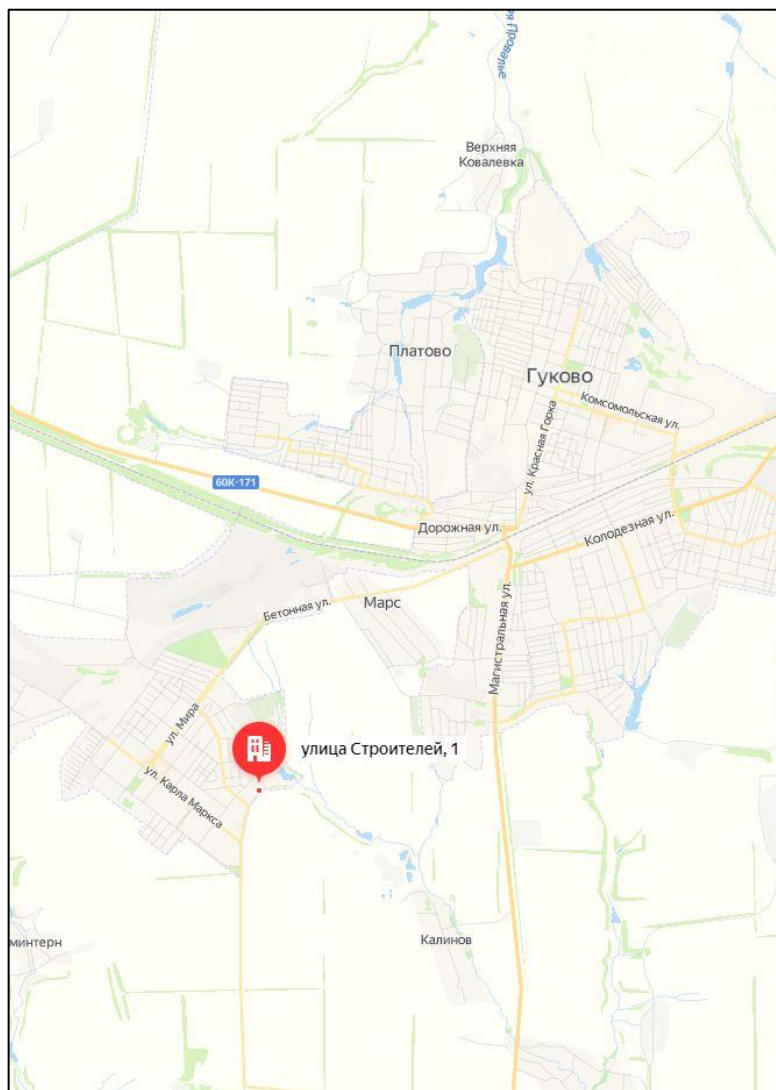 я Провалье
Верхняя
Ковалевка
Платово
Гуково
Комсомольская ул.
ул. Красная Горка
60К-171
Дорожная ул.
Колодезная ул.
Бетонная ул.
Марс
Магистральная ул.
ул. Мира
улица Строителей, 1
ул. Карла Маркса
минтерн
Калинов